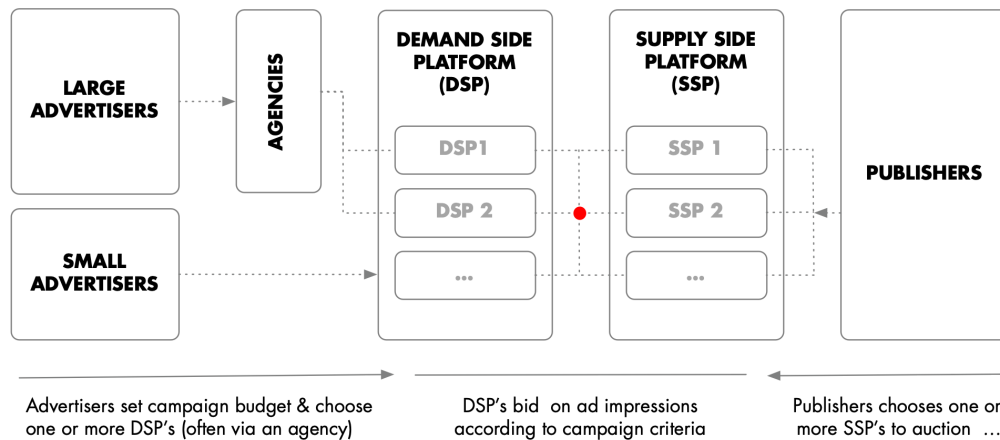 LARGE
ADVERTISERS
AGENCIES
DEMAND SIDE
PLATFORM
(DSP)
SUPPLY SIDE
PLATFORM
(SSP)
DSP1
SSP 1
PUBLISHERS
DSP 2
SSP 2
SMALL
ADVERTISERS
...
...
Advertisers set campaign budget & choose
one or more DSP's (often via an agency)
DSP's bid on ad impressions
according to campaign criteria
Publishers chooses one or
more SSP's to auction ...